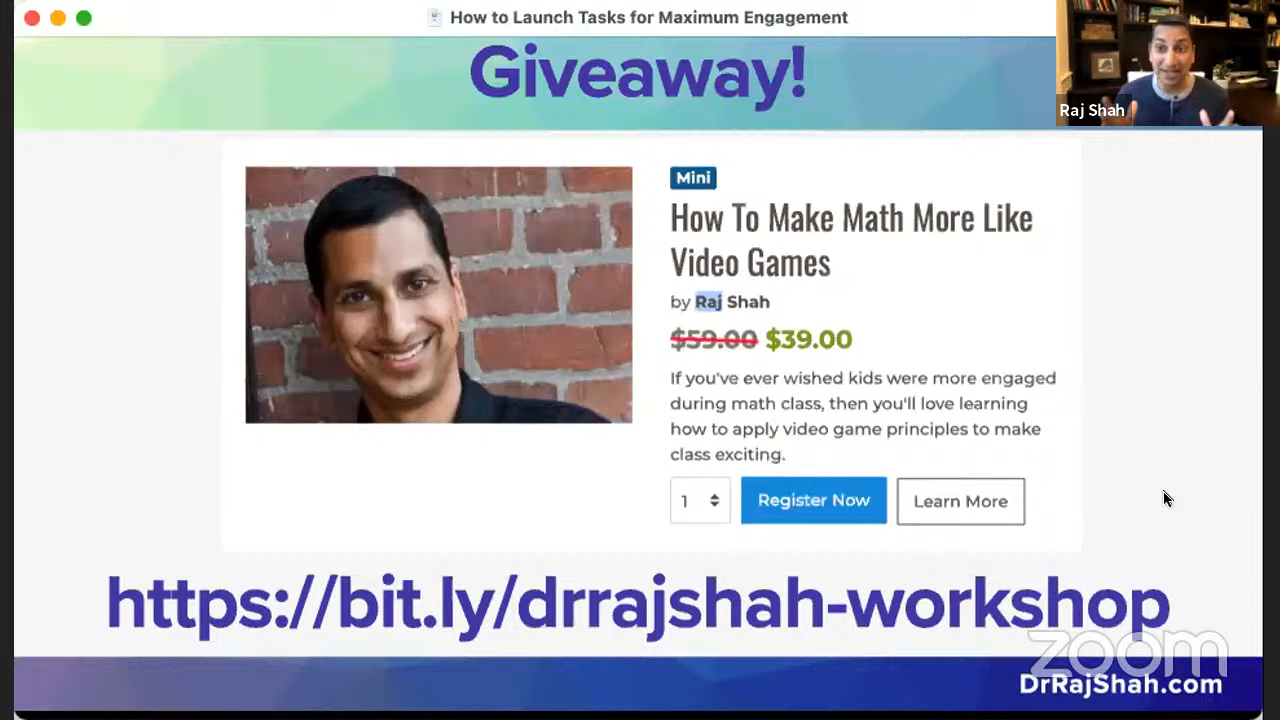 How to Launch Tasks for Maximum Engagement
Giveaway!
Raj Shah
Mini
How To Make Math More Like
Video Games
by Raj Shah
$59.00 $39.00
If you've ever wished kids were more engaged
during math class, then you'll love learning
how to apply video game principles to make
class exciting.
1
Register Now
Learn More
https://bit.ly/drrajshah-workshop
zoom
DrRajShah.com